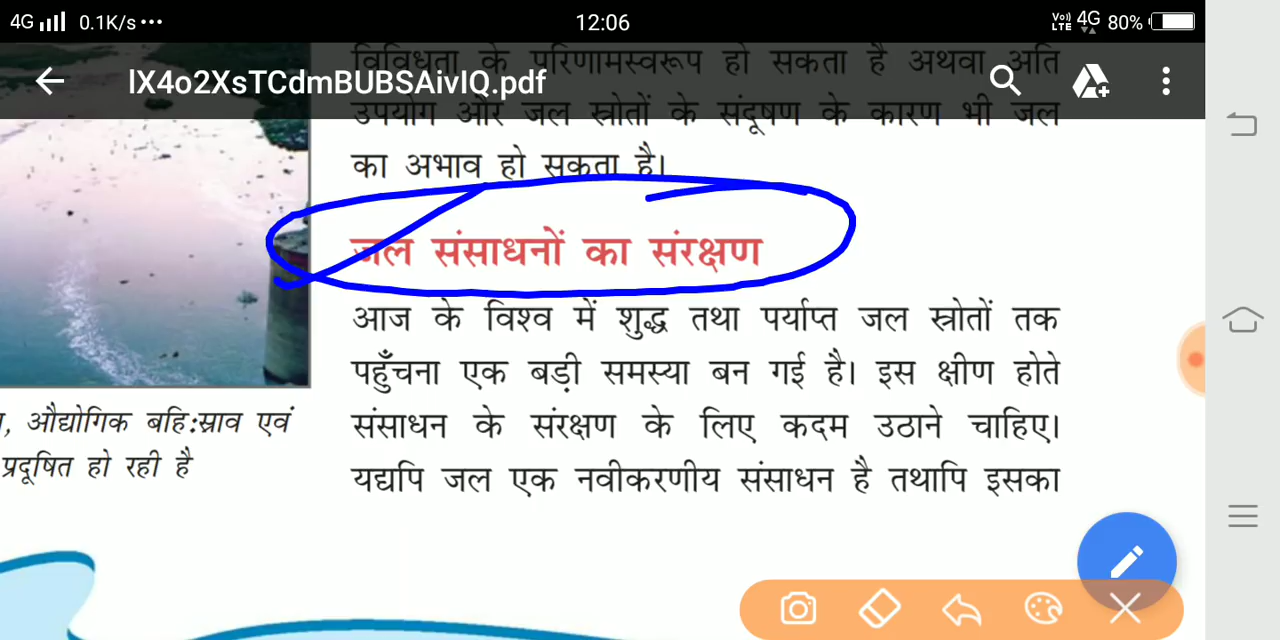 4G 0.1K/s ••• 12:06 Vo) LTE 4G 80%
विविधता के परिणामस्वरूप हो सकता है अथवा अति
lX4o2XsTCdmBUBSAivIQ.pdf
उपयोग और जल स्रोतों के संदूषण के कारण भी जल
का अभाव हो सकता है।
जल संसाधनों का संरक्षण
आज के विश्व में शुद्ध तथा पर्याप्त जल स्रोतों तक
पहुँचना एक बड़ी समस्या बन गई है। इस क्षीण होते
संसाधन के संरक्षण के लिए कदम उठाने चाहिए।
यद्यपि जल एक नवीकरणीय संसाधन है तथापि इसका
, औद्योगिक बहि:स्राव एवं
प्रदूषित हो रही है